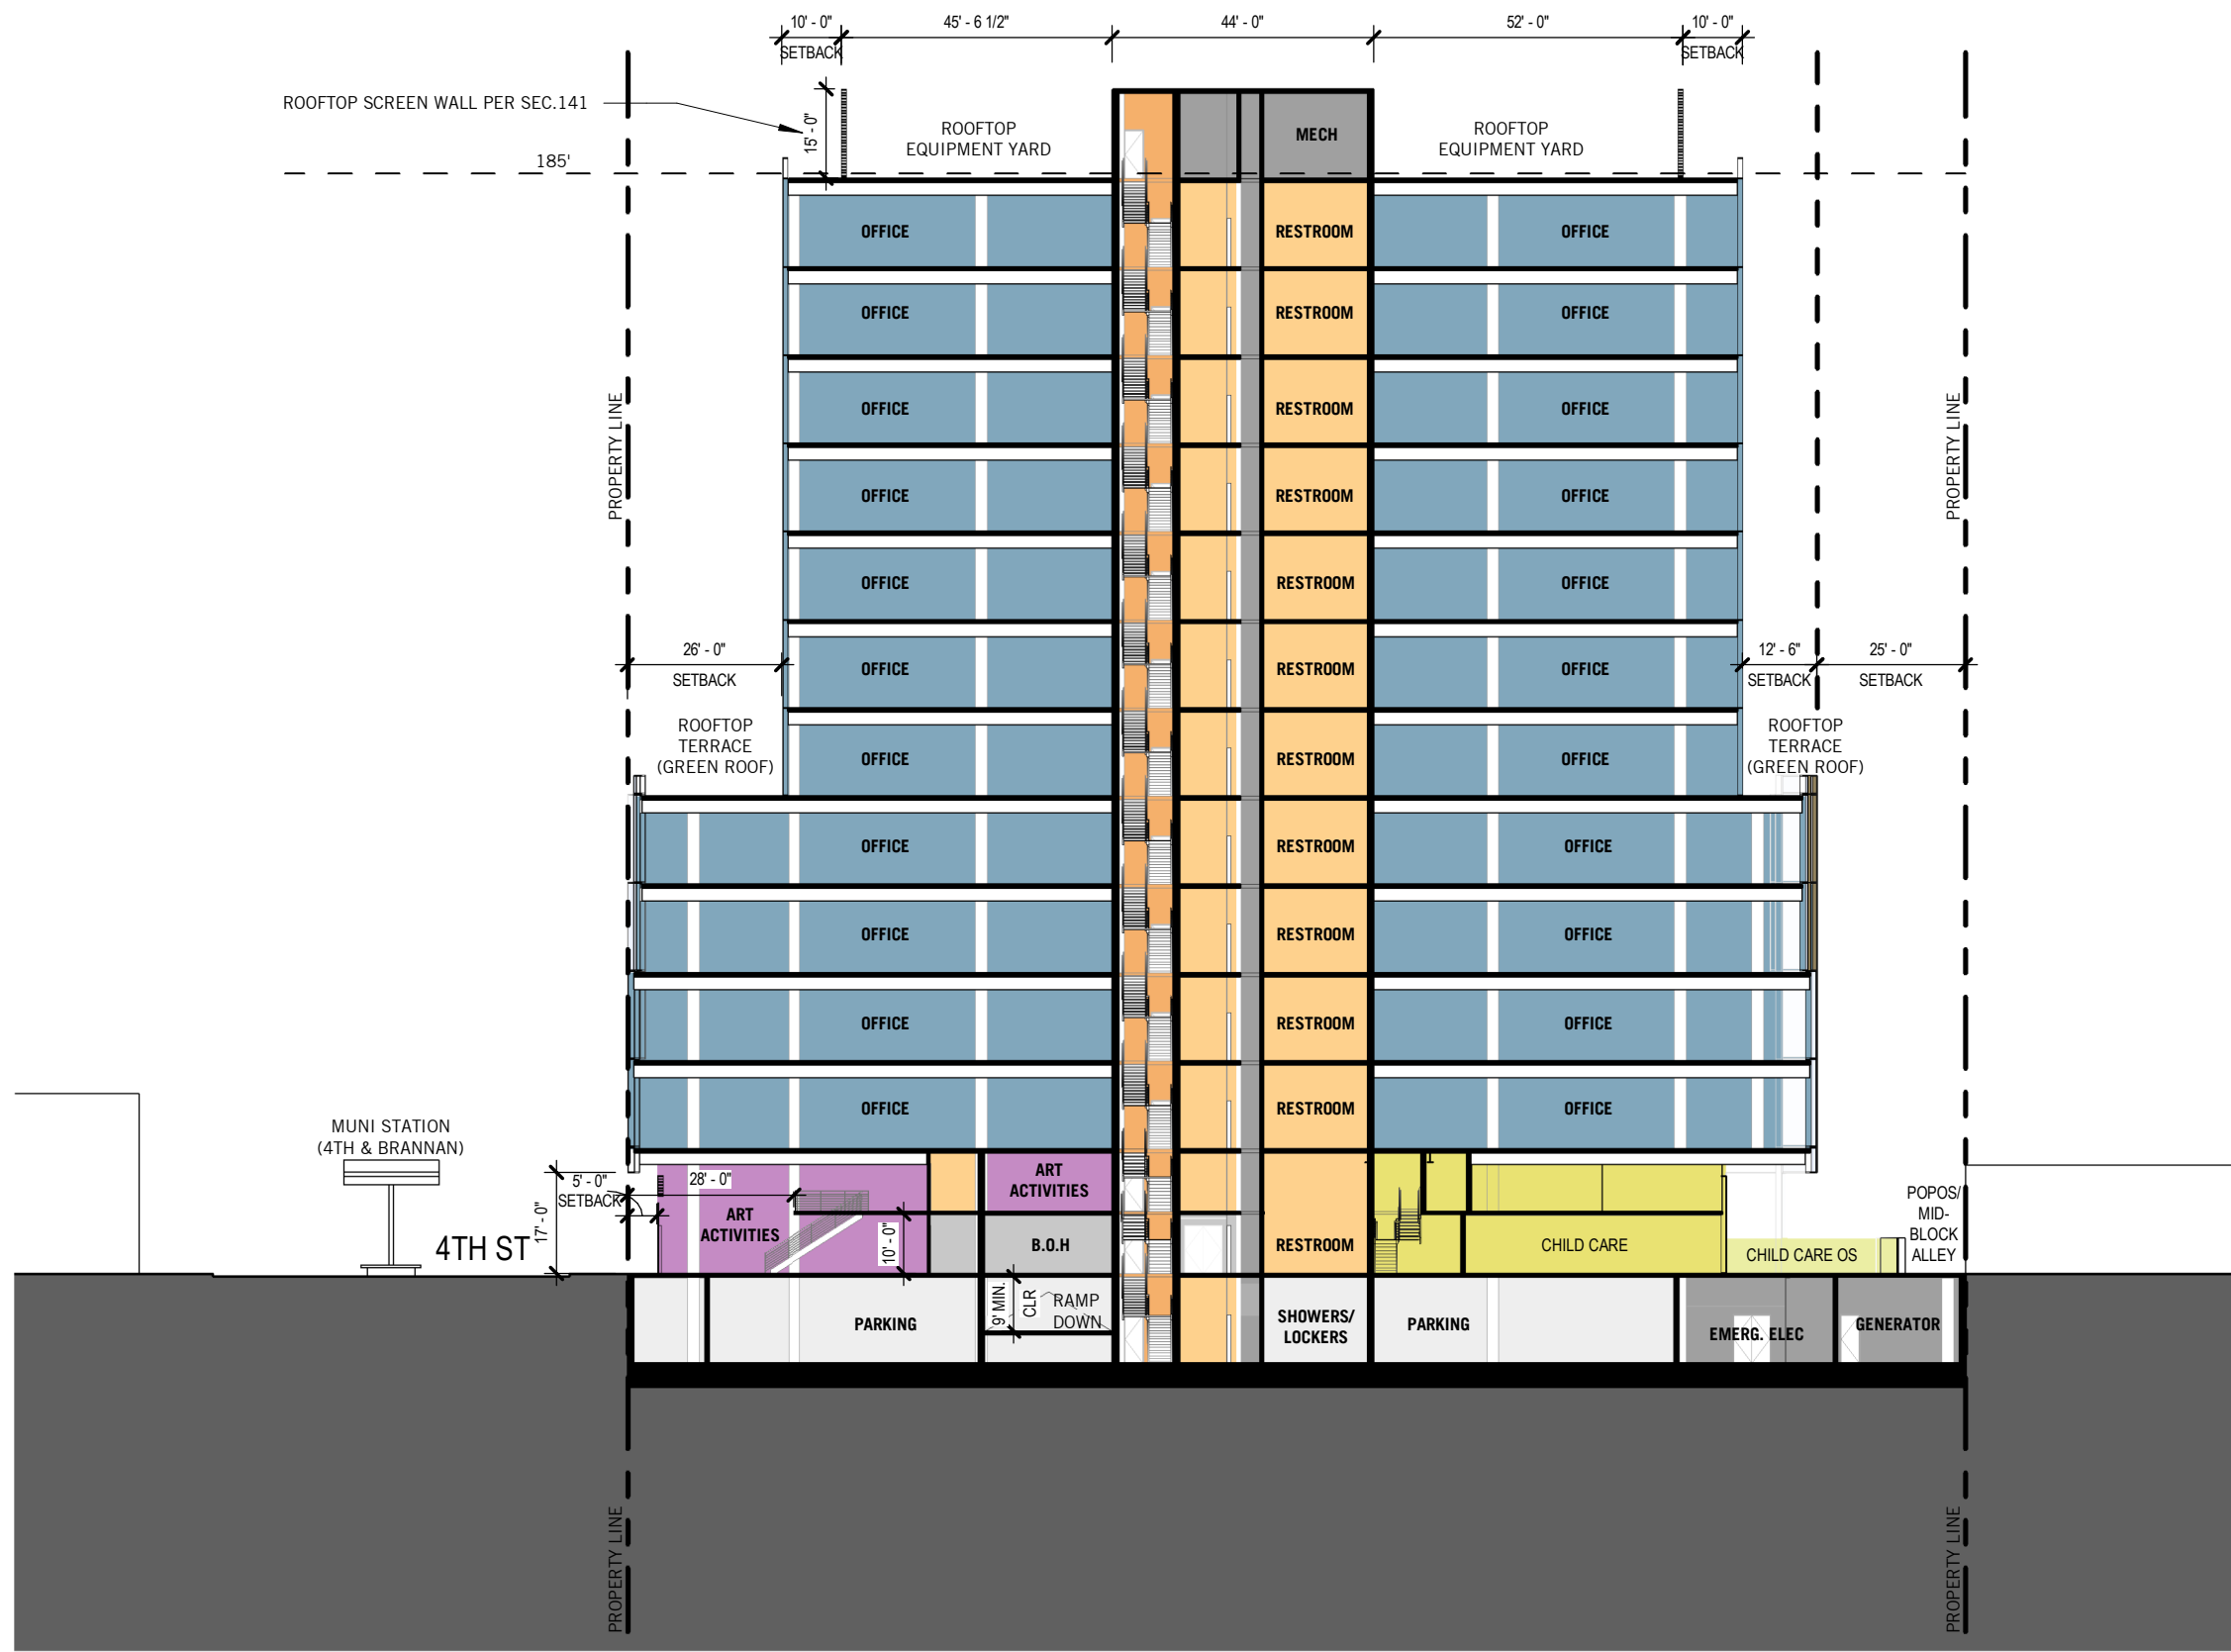 10' - 0" 45' - 6 1/2" 44' - 0" 52' - 0" 10' - 0"
SETBACK SETBACK
ROOFTOP SCREEN WALL PER SEC.141
15' - 0"
ROOFTOP
EQUIPMENT YARD
MECH
ROOFTOP
EQUIPMENT YARD
185'
OFFICE RESTROOM OFFICE
OFFICE RESTROOM OFFICE
OFFICE RESTROOM OFFICE
PROPERTY LINE
PROPERTY LINE
OFFICE RESTROOM OFFICE
OFFICE RESTROOM OFFICE
26' - 0"
SETBACK
OFFICE RESTROOM OFFICE
12' - 6"
SETBACK
25' - 0"
SETBACK
ROOFTOP
TERRACE
(GREEN ROOF)
OFFICE RESTROOM OFFICE
ROOFTOP
TERRACE
(GREEN ROOF)
OFFICE RESTROOM OFFICE
OFFICE RESTROOM OFFICE
OFFICE RESTROOM OFFICE
OFFICE RESTROOM OFFICE
MUNI STATION
(4TH & BRANNAN)
5' - 0"
SETBACK
28' - 0"
17' - 0"
4TH ST
ART
ACTIVITIES
10' - 0"
ART
ACTIVITIES
B.O.H
RESTROOM
CHILD CARE
CHILD CARE OS
POPOS/
MID-
BLOCK
ALLEY
PARKING
9' MIN.
CLR
RAMP
DOWN
SHOWERS/
LOCKERS
PARKING
EMERG. ELEC
GENERATOR
PROPERTY LINE
PROPERTY LINE